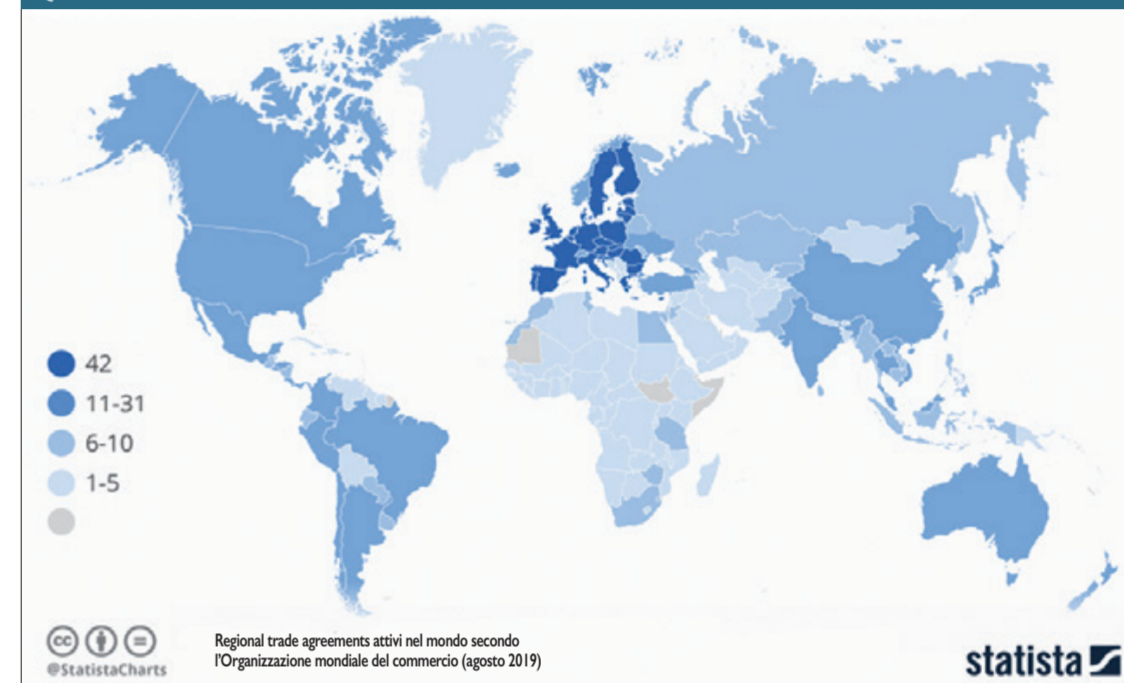 42
11-31
6-10
1-5
cc
@StatistaCharts
Regional trade agreements attivi nel mondo secondo
l'Organizzazione mondiale del commercio (agosto 2019)
statista